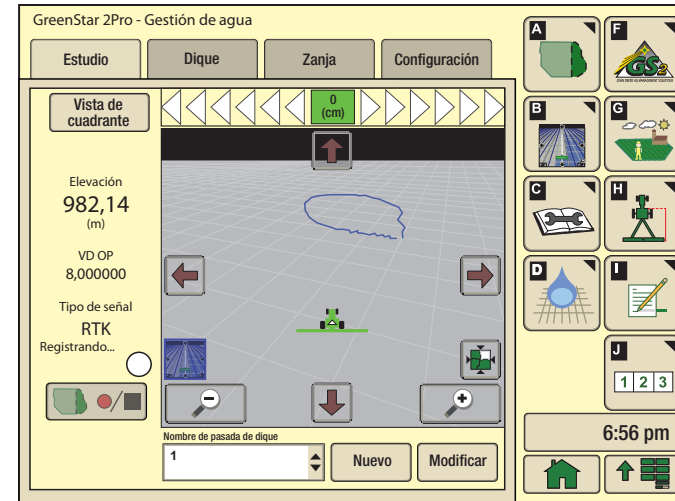 GreenStar 2Pro - Gestión de agua
Estudio
Dique
Zanja
Configuración
Vista de
cuadrante
0
(cm)
Elevación
982,14
(m)
VD OP
8,000000
Tipo de señal
RTK
Registrando...
Nombre de pasada de dique
1
Nuevo
Modificar
A
F
GS2
B
G
C
H
D
I
J
1 2 3
6:56 pm